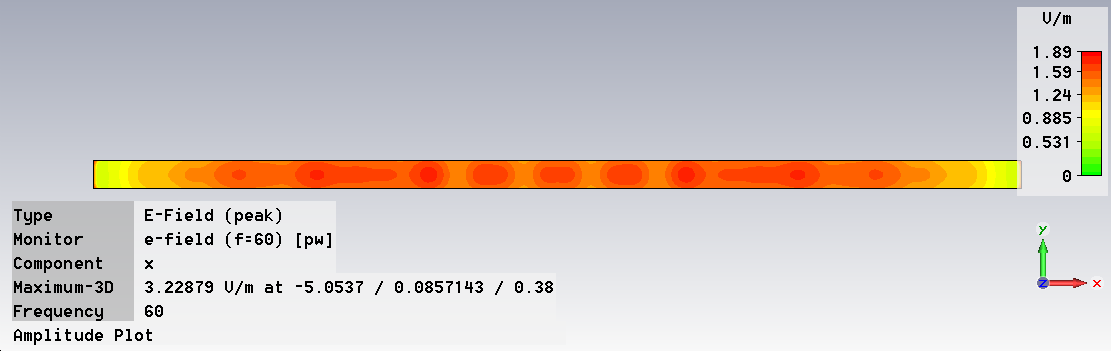 V/m
1.89
1.59
1.24
0.885
0.531
0
Type E-Field (peak)
Monitor e-field (f=60) [pw]
Component x
Maximum-3D 3.22879 V/m at -5.0537 / 0.0857143 / 0.38
Frequency 60
Amplitude Plot
y
z
x